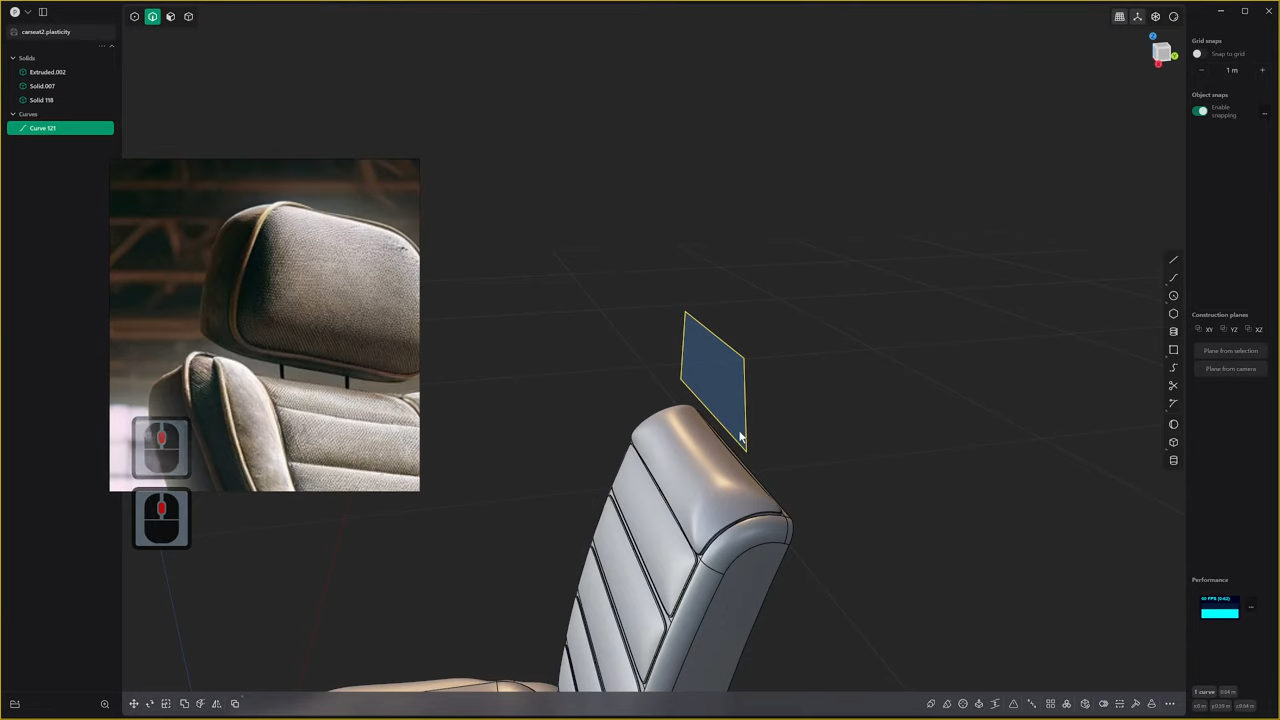 carseat2.plasticity
Solids
Extruded.002
Solid.007
Solid 118
Curves
Curve 121
Grid snaps
Snap to grid
1 m
Object snaps
Enable
snapping
Construction planes
XY YZ XZ
Plane from selection
Plane from camera
Performance
1 curve